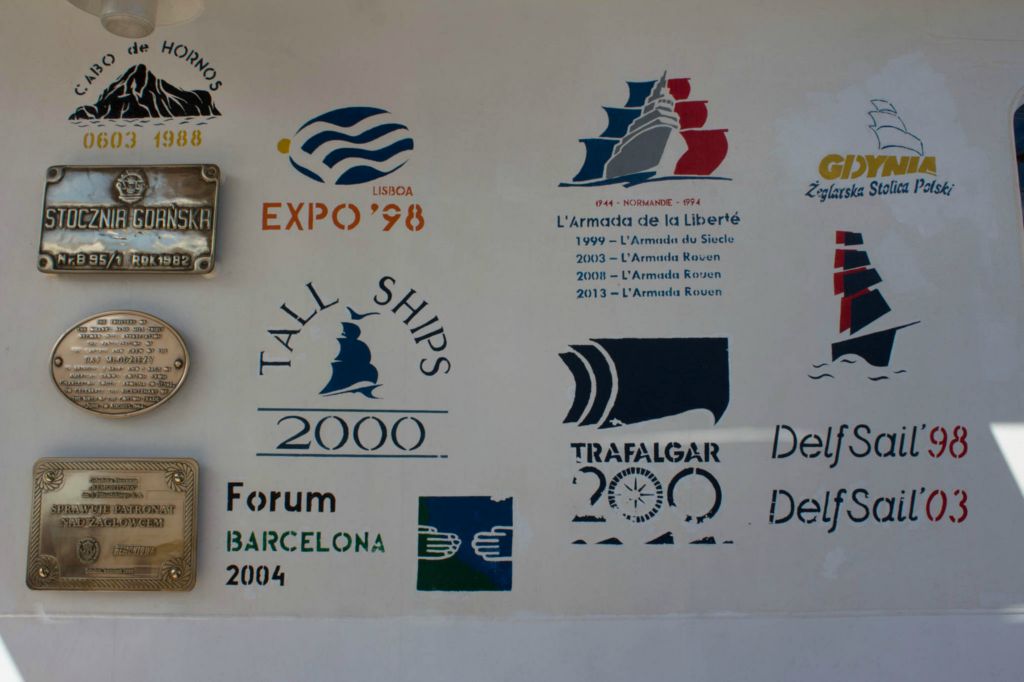 CABO de HORNOS
0603 1988
STOCZNIA GDAŃSKA
Nr.B 95/1 ROK 1982
DAR MŁODZIEŻY
SPRAWUJE PATRONAT
NAD ŻAGLOWCEM
LISBOA
EXPO '98
TALL SHIPS
2000
Forum
BARCELONA
2004
1944 - NORMANDIE - 1994
L'Armada de la Liberté
1999 – L'Armada du Siecle
2003 – L'Armada Rouen
2008 – L'Armada Rouen
2013 – L'Armada Rouen
TRAFALGAR
200
GDYNIA
Żeglarska Stolica Polski
DelfSail'98
DelfSail'03